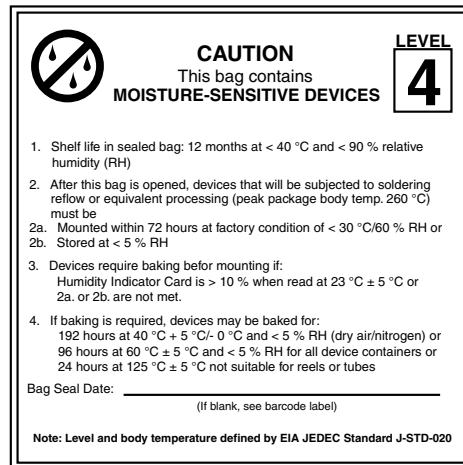 LEVEL
CAUTION
4
This bag contains
MOISTURE-SENSITIVE DEVICES
1. Shelf life in sealed bag: 12 months at < 40 °C and < 90 % relative
humidity (RH)
2. After this bag is opened, devices that will be subjected to soldering
reflow or equivalent processing (peak package body temp. 260 °C)
must be
2a. Mounted within 72 hours at factory condition of < 30 °C/60 % RH or
2b. Stored at < 5 % RH
3. Devices require baking befor mounting if:
Humidity Indicator Card is > 10 % when read at 23 °C ± 5 °C or
2a. or 2b. are not met.
4. If baking is required, devices may be baked for:
192 hours at 40 °C + 5 °C/- 0 °C and < 5 % RH (dry air/nitrogen) or
96 hours at 60 °C ± 5 °C and < 5 % RH for all device containers or
24 hours at 125 °C ± 5 °C not suitable for reels or tubes
Bag Seal Date:
(If blank, see barcode label)
Note: Level and body temperature defined by EIA JEDEC Standard J-STD-020